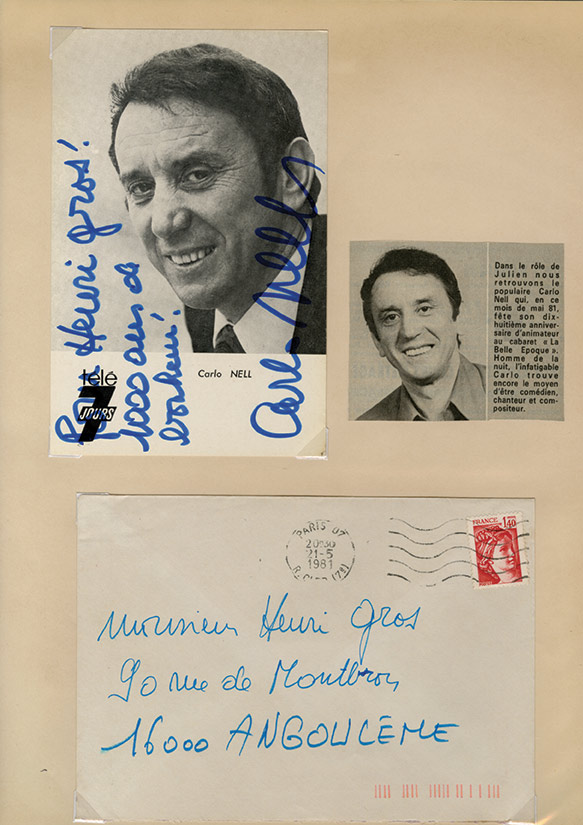 Pour Henri Gros!
1000 ans de
bonheur!
Carlo Nell
télé
7
JOURS
Carlo NELL
Dans le rôle de
Julien nous
retrouvons le
populaire Carlo
Nell qui, en ce
mois de mai 81,
fête son dix-
huitième anniver-
saire d'animateur
au cabaret « La
Belle Epoque ».
Homme de la
nuit, l'infatigable
Carlo trouve
encore le moyen
d'être comédien,
chanteur et com-
positeur.
PARIS 07
20H30
21-5
1981
R. CLER (7e)
FRANCE 1,40
Monsieur Henri Gros
90 rue de Montbron
16000 ANGOULÊME